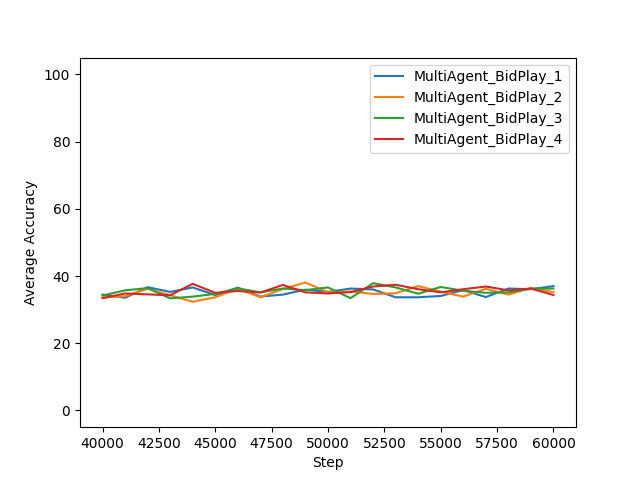 MultiAgent_BidPlay_1
MultiAgent_BidPlay_2
MultiAgent_BidPlay_3
MultiAgent_BidPlay_4
Average Accuracy
100
80
60
40
20
0
40000 42500 45000 47500 50000 52500 55000 57500 60000
Step